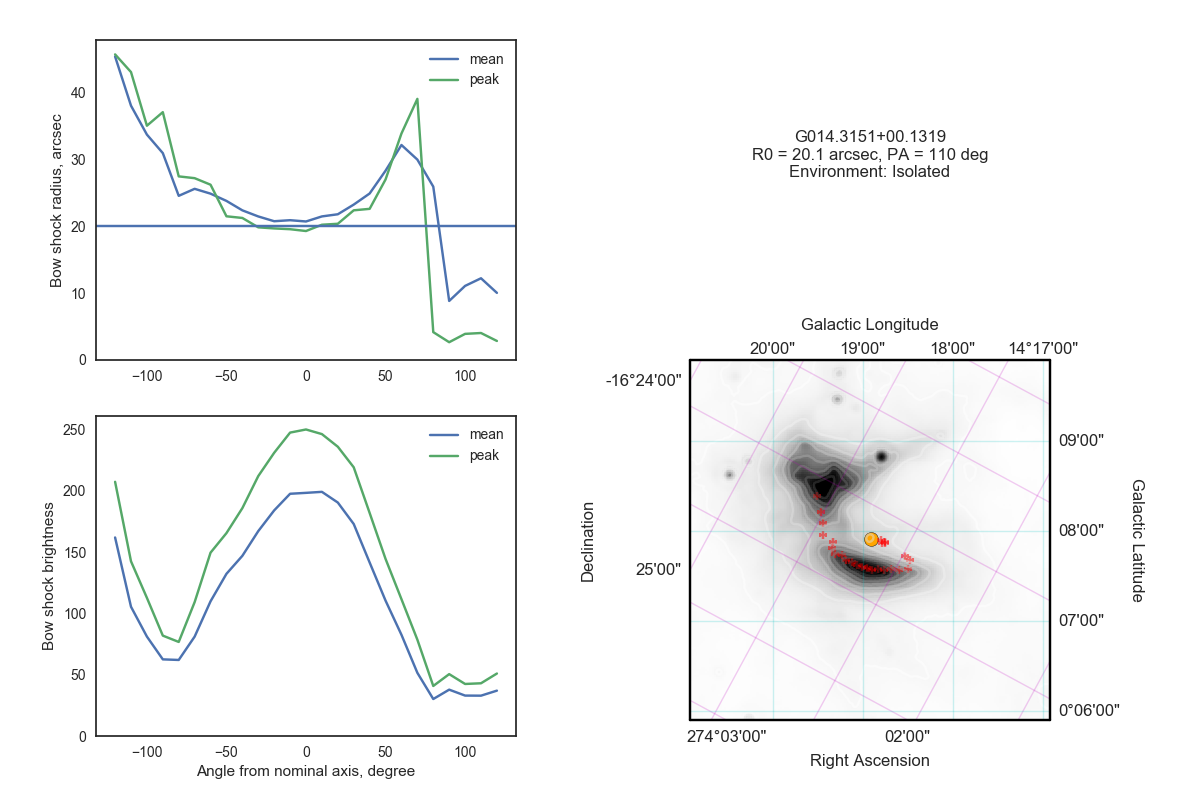 mean
peak
40
30
20
10
0
Bow shock radius, arcsec
−100
−50
0
50
100
G014.3151+00.1319
R0 = 20.1 arcsec, PA = 110 deg
Environment: Isolated
mean
peak
250
200
150
100
50
0
Bow shock brightness
−100
−50
0
50
100
Angle from nominal axis, degree
Galactic Longitude
20'00"
19'00"
18'00"
14°17'00"
-16°24'00"
25'00"
Declination
09'00"
08'00"
07'00"
0°06'00"
Galactic Latitude
274°03'00"
02'00"
Right Ascension